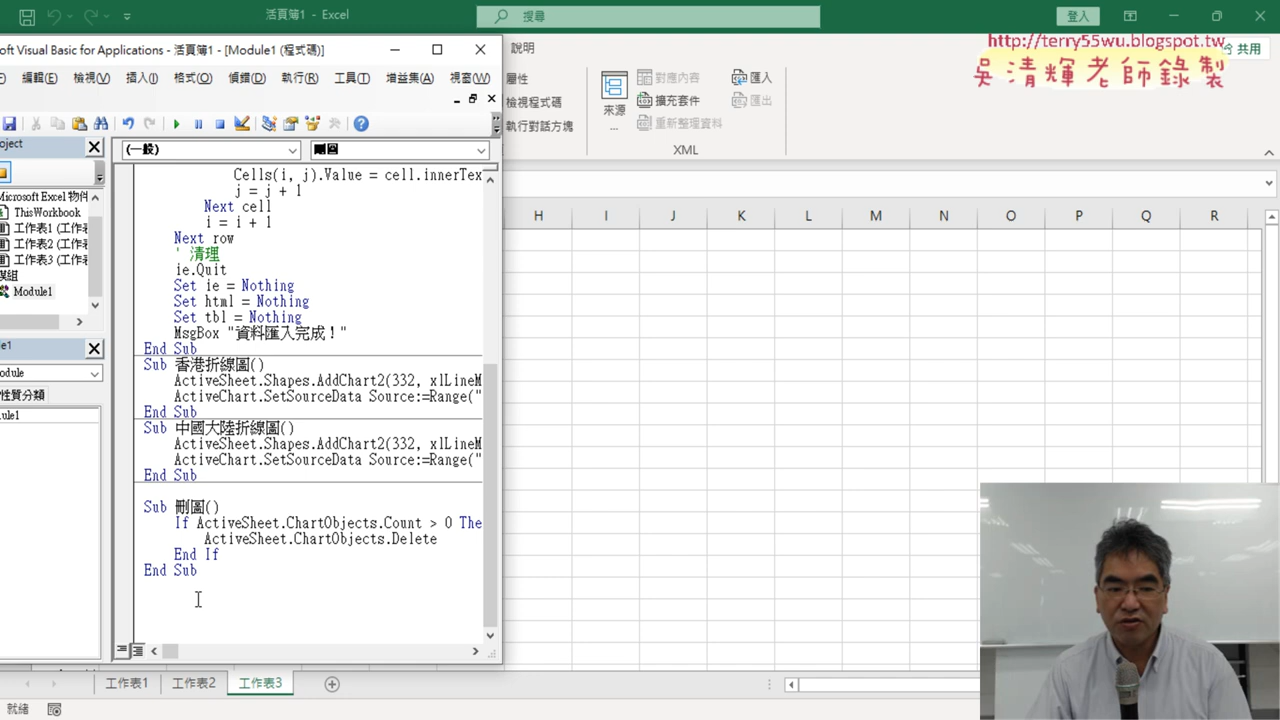 活頁簿1 - Excel
搜尋
登入
http://terry55wu.blogspot.tw
吳清輝老師錄製
共用
oft Visual Basic for Applications - 活頁簿1 - [Module1 (程式碼)]
說明
編輯(E) 檢視(V) 插入(I) 格式(O) 偵錯(D) 執行(R) 工具(T) 增益集(A) 視窗(W)
屬性
檢視程式碼
執行對話方塊
來源
...
對應內容
擴充套件
重新整理資料
匯入
匯出
XML
oject
(一般)
刪圖
Microsoft Excel 物件
ThisWorkbook
工作表1 (工作表
工作表2 (工作表
工作表3 (工作表
模組
Module1
le1
odule
性質分類
ule1
Cells(i, j).Value = cell.innerTex
j = j + 1
Next cell
i = i + 1
Next row
' 清理
ie.Quit
Set ie = Nothing
Set html = Nothing
Set tbl = Nothing
MsgBox "資料匯入完成！"
End Sub
Sub 香港折線圖()
ActiveSheet.Shapes.AddChart2(332, xlLineM
ActiveChart.SetSourceData Source:=Range("
End Sub
Sub 中國大陸折線圖()
ActiveSheet.Shapes.AddChart2(332, xlLineM
ActiveChart.SetSourceData Source:=Range("
End Sub
Sub 刪圖()
If ActiveSheet.ChartObjects.Count > 0 The
ActiveSheet.ChartObjects.Delete
End If
End Sub
H I J K L M N O P Q R
工作表1 工作表2 工作表3
就緒